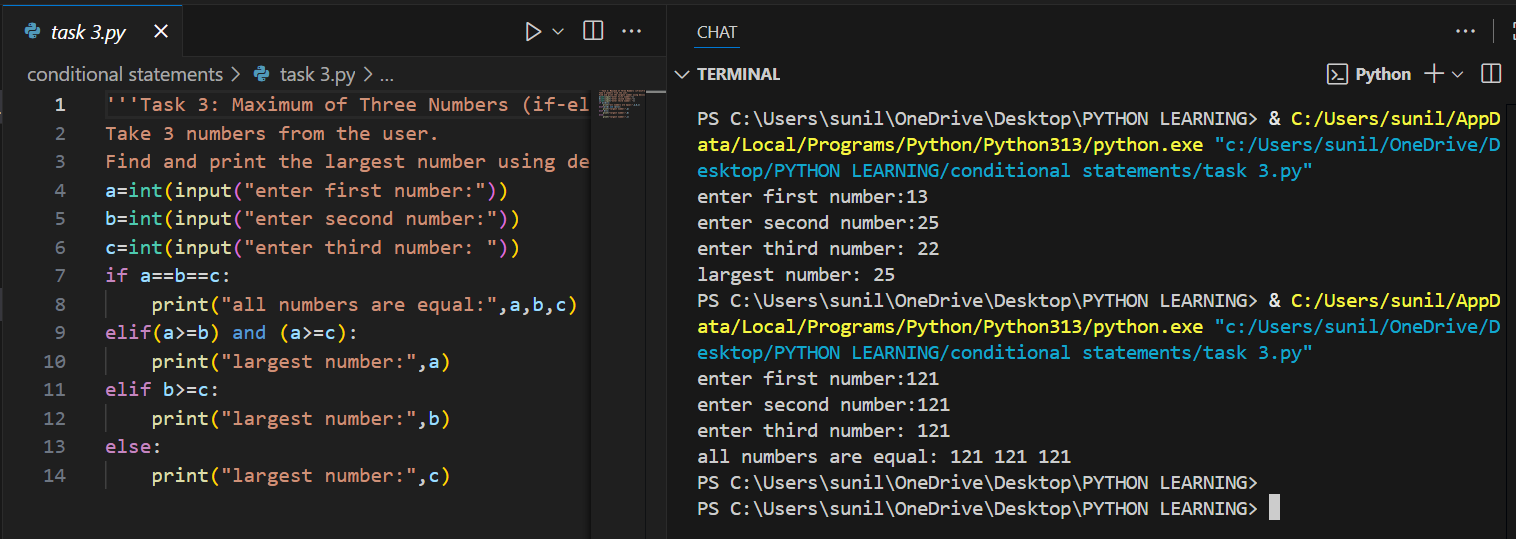 task 3.py
conditional statements > task 3.py > ...
1 '''Task 3: Maximum of Three Numbers (if-el
2 Take 3 numbers from the user.
3 Find and print the largest number using de
4 a=int(input("enter first number:"))
5 b=int(input("enter second number:"))
6 c=int(input("enter third number: "))
7 if a==b==c:
8     print("all numbers are equal:",a,b,c)
9 elif(a>=b) and (a>=c):
10     print("largest number:",a)
11 elif b>=c:
12     print("largest number:",b)
13 else:
14     print("largest number:",c)
CHAT
TERMINAL
Python
PS C:\Users\sunil\OneDrive\Desktop\PYTHON LEARNING> & C:/Users/sunil/AppD
ata/Local/Programs/Python/Python313/python.exe "c:/Users/sunil/OneDrive/D
esktop/PYTHON LEARNING/conditional statements/task 3.py"
enter first number:13
enter second number:25
enter third number: 22
largest number: 25
PS C:\Users\sunil\OneDrive\Desktop\PYTHON LEARNING> & C:/Users/sunil/AppD
ata/Local/Programs/Python/Python313/python.exe "c:/Users/sunil/OneDrive/D
esktop/PYTHON LEARNING/conditional statements/task 3.py"
enter first number:121
enter second number:121
enter third number: 121
all numbers are equal: 121 121 121
PS C:\Users\sunil\OneDrive\Desktop\PYTHON LEARNING>
PS C:\Users\sunil\OneDrive\Desktop\PYTHON LEARNING>